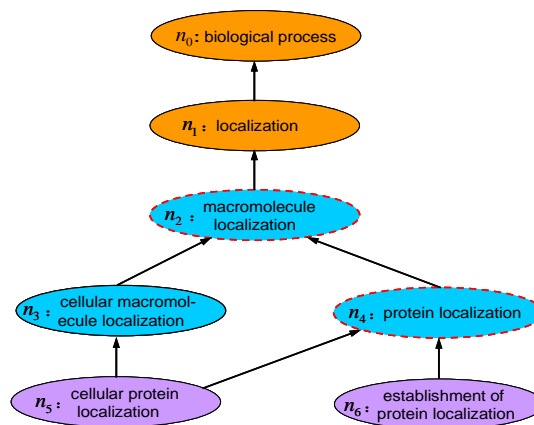 n0: biological process
n1: localization
n2: macromolecule
localization
n3: cellular macromol-
ecule localization
n4: protein localization
n5: cellular protein
localization
n6: establishment of
protein localization